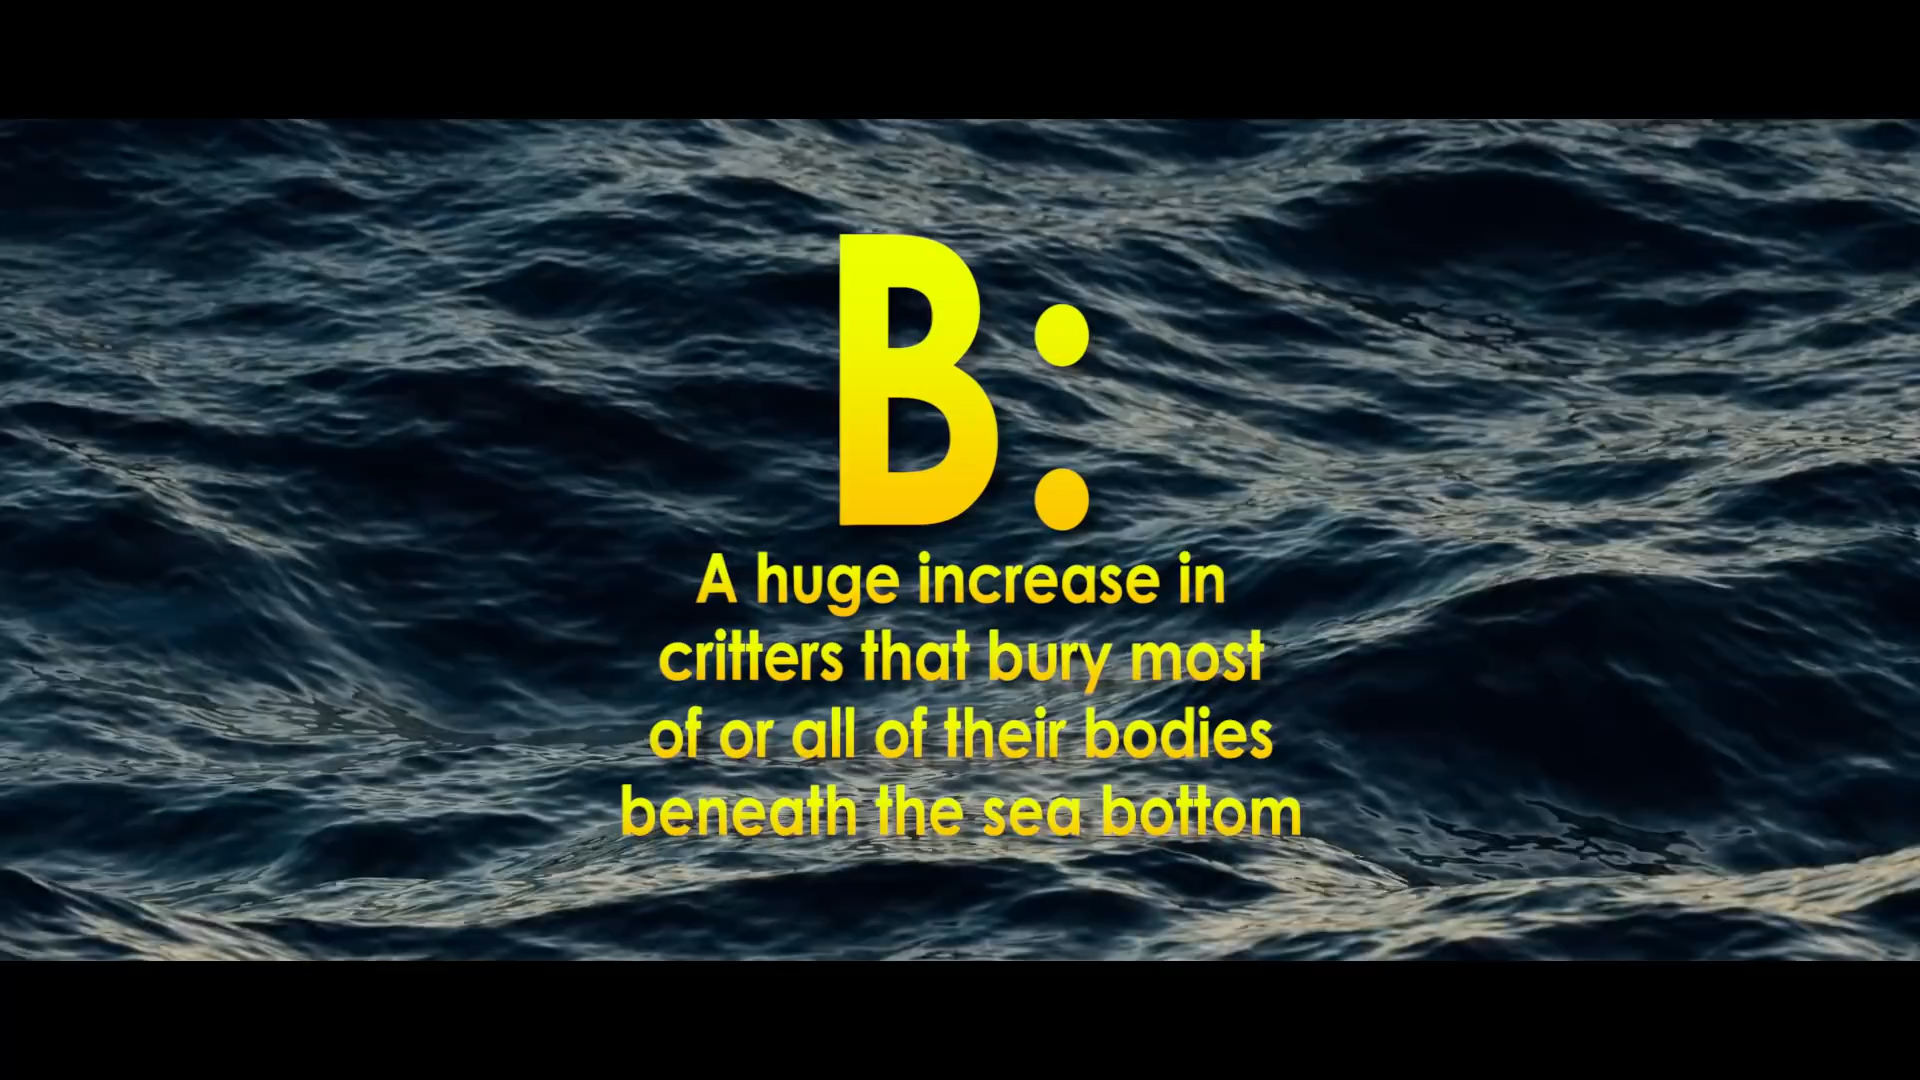 B:
A huge increase in
critters that bury most
of or all of their bodies
beneath the sea bottom